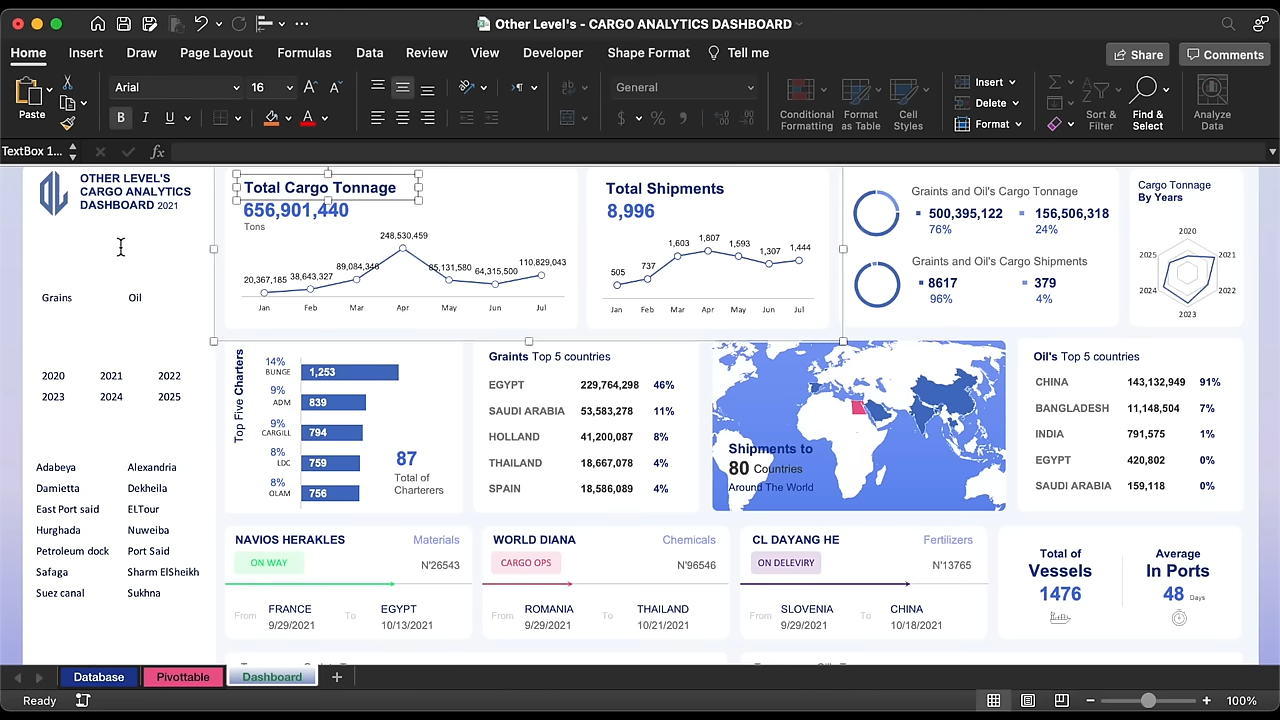 Other Level's - CARGO ANALYTICS DASHBOARD
Home Insert Draw Page Layout Formulas Data Review View Developer Shape Format Tell me
Share Comments
Paste
Arial 16
General
Conditional Formatting
Format as Table
Cell Styles
Insert
Delete
Format
Sort & Filter
Find & Select
Analyze Data
TextBox 1...
fx
OTHER LEVEL'S
CARGO ANALYTICS
DASHBOARD 2021
Grains Oil
2020 2021 2022
2023 2024 2025
Adabeya Alexandria
Damietta Dekheila
East Port said ELTour
Hurghada Nuweiba
Petroleum dock Port Said
Safaga Sharm ElSheikh
Suez canal Sukhna
Total Cargo Tonnage
656,901,440
Tons
20,367,185 38,643,327 89,084,346 248,530,459 85,131,580 64,315,500 110,829,043
Jan Feb Mar Apr May Jun Jul
Total Shipments
8,996
505 737 1,603 1,807 1,593 1,307 1,444
Jan Feb Mar Apr May Jun Jul
Graints and Oil's Cargo Tonnage
500,395,122 156,506,318
76% 24%
Graints and Oil's Cargo Shipments
8617 379
96% 4%
Cargo Tonnage
By Years
2020
2025 2021
2024 2022
2023
Top Five Charters
14% BUNGE 1,253
9% ADM 839
9% CARGILL 794
8% LDC 759
8% OLAM 756
87
Total of
Charterers
Graints Top 5 countries
EGYPT 229,764,298 46%
SAUDI ARABIA 53,583,278 11%
HOLLAND 41,200,087 8%
THAILAND 18,667,078 4%
SPAIN 18,586,089 4%
Shipments to
80 Countries
Around The World
Oil's Top 5 countries
CHINA 143,132,949 91%
BANGLADESH 11,148,504 7%
INDIA 791,575 1%
EGYPT 420,802 0%
SAUDI ARABIA 159,118 0%
NAVIOS HERAKLES Materials
ON WAY N'26543
From FRANCE To EGYPT
9/29/2021 10/13/2021
WORLD DIANA Chemicals
CARGO OPS N'96546
From ROMANIA To THAILAND
9/29/2021 10/21/2021
CL DAYANG HE Fertilizers
ON DELEVIRY N'13765
From SLOVENIA To CHINA
9/29/2021 10/18/2021
Total of
Vessels
1476
Average
In Ports
48 Days
Database Pivottable Dashboard
Ready
100%